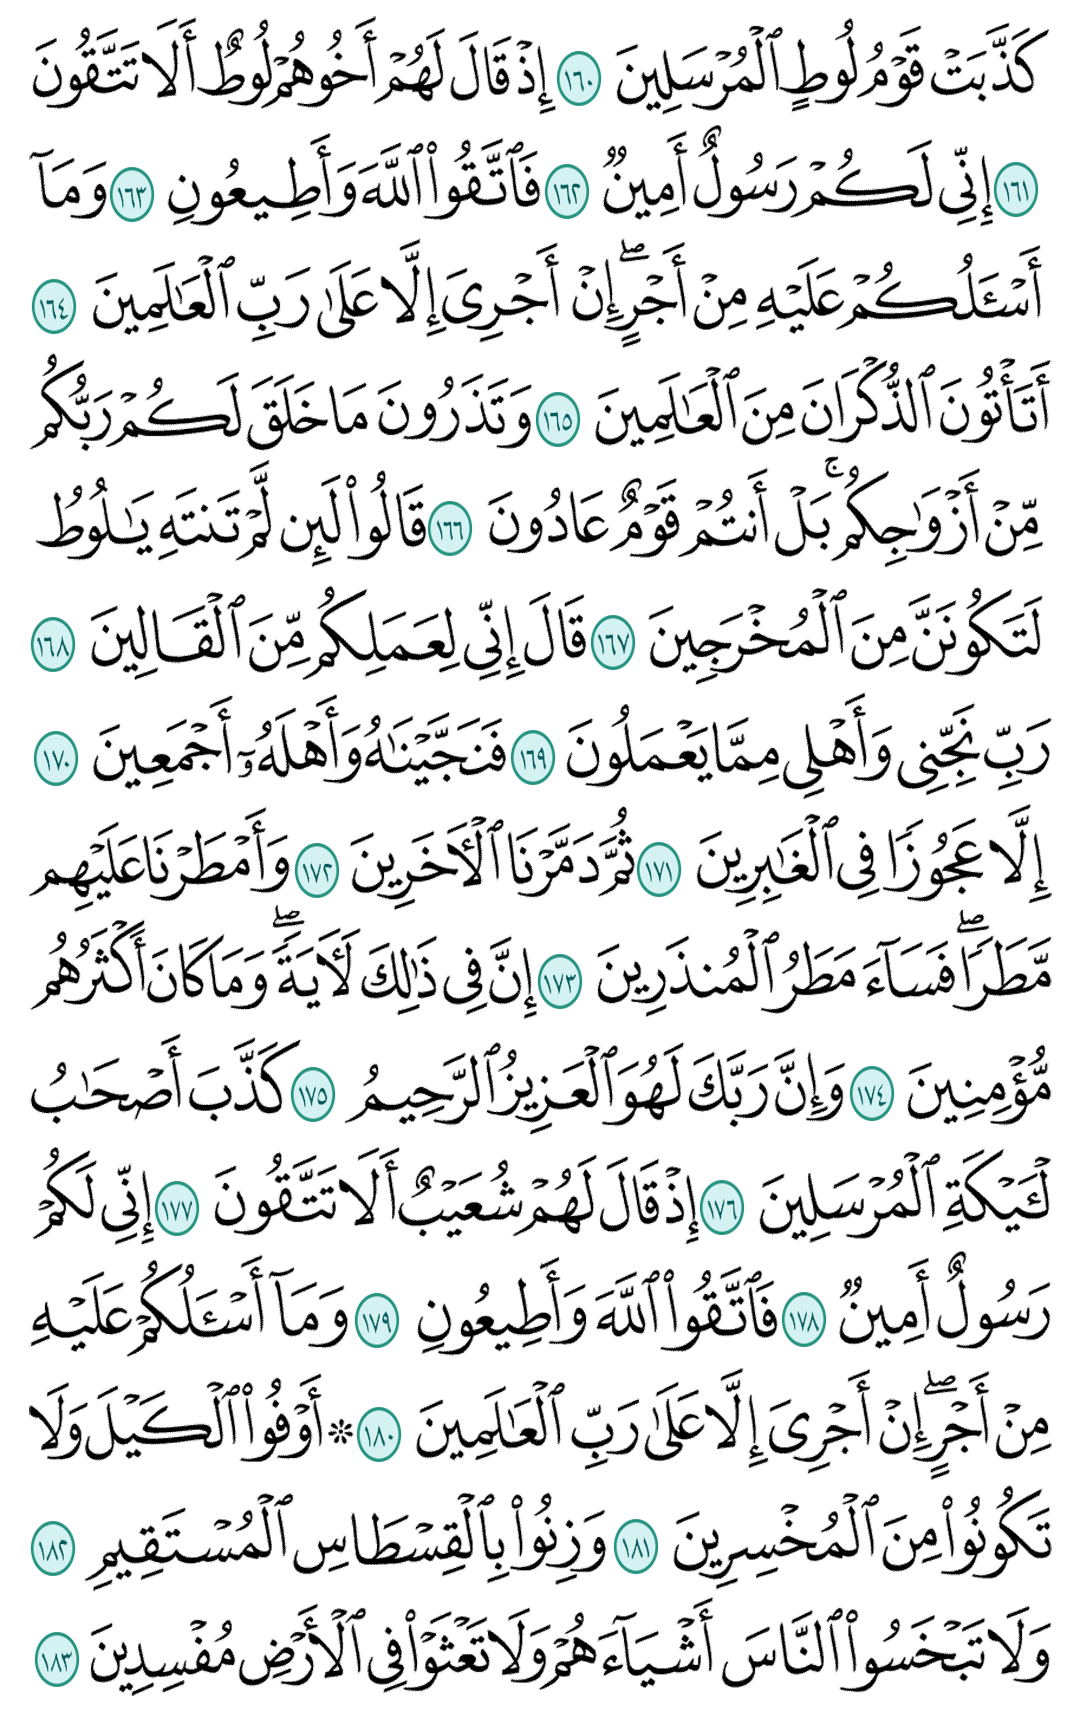 كَذَّبَتۡ قَوۡمُ لُوطٍ ٱلۡمُرۡسَلِينَ ١٦٠ إِذۡ قَالَ لَهُمۡ أَخُوهُمۡ لُوطٌ أَلَا تَتَّقُونَ
١٦١ إِنِّي لَكُمۡ رَسُولٌ أَمِينٞ ١٦٢ فَٱتَّقُواْ ٱللَّهَ وَأَطِيعُونِ ١٦٣ وَمَآ
أَسۡـَٔلُكُمۡ عَلَيۡهِ مِنۡ أَجۡرٍۖ إِنۡ أَجۡرِيَ إِلَّا عَلَىٰ رَبِّ ٱلۡعَٰلَمِينَ ١٦٤
أَتَأۡتُونَ ٱلذُّكۡرَانَ مِنَ ٱلۡعَٰلَمِينَ ١٦٥ وَتَذَرُونَ مَا خَلَقَ لَكُمۡ رَبُّكُم
مِّنۡ أَزۡوَٰجِكُمۚ بَلۡ أَنتُمۡ قَوۡمٌ عَادُونَ ١٦٦ قَالُواْ لَئِن لَّمۡ تَنتَهِ يَٰلُوطُ
لَتَكُونَنَّ مِنَ ٱلۡمُخۡرَجِينَ ١٦٧ قَالَ إِنِّي لِعَمَلِكُم مِّنَ ٱلۡقَالِينَ ١٦٨
رَبِّ نَجِّنِي وَأَهۡلِي مِمَّا يَعۡمَلُونَ ١٦٩ فَنَجَّيۡنَٰهُ وَأَهۡلَهُۥٓ أَجۡمَعِينَ ١٧٠
إِلَّا عَجُوزٗا فِي ٱلۡغَٰبِرِينَ ١٧١ ثُمَّ دَمَّرۡنَا ٱلۡأٓخَرِينَ ١٧٢ وَأَمۡطَرۡنَا عَلَيۡهِم
مَّطَرٗاۖ فَسَآءَ مَطَرُ ٱلۡمُنذَرِينَ ١٧٣ إِنَّ فِي ذَٰلِكَ لَأٓيَةٗۖ وَمَا كَانَ أَكۡثَرُهُم
مُّؤۡمِنِينَ ١٧٤ وَإِنَّ رَبَّكَ لَهُوَ ٱلۡعَزِيزُ ٱلرَّحِيمُ ١٧٥ كَذَّبَ أَصۡحَٰبُ
لۡـَٔيۡكَةِ ٱلۡمُرۡسَلِينَ ١٧٦ إِذۡ قَالَ لَهُمۡ شُعَيۡبٌ أَلَا تَتَّقُونَ ١٧٧ إِنِّي لَكُمۡ
رَسُولٌ أَمِينٞ ١٧٨ فَٱتَّقُواْ ٱللَّهَ وَأَطِيعُونِ ١٧٩ وَمَآ أَسۡـَٔلُكُمۡ عَلَيۡهِ
مِنۡ أَجۡرٍۖ إِنۡ أَجۡرِيَ إِلَّا عَلَىٰ رَبِّ ٱلۡعَٰلَمِينَ ١٨٠ ۞ أَوۡفُواْ ٱلۡكَيۡلَ وَلَا
تَكُونُواْ مِنَ ٱلۡمُخۡسِرِينَ ١٨١ وَزِنُواْ بِٱلۡقِسۡطَاسِ ٱلۡمُسۡتَقِيمِ ١٨٢
وَلَا تَبۡخَسُواْ ٱلنَّاسَ أَشۡيَآءَهُمۡ وَلَا تَعۡثَوۡاْ فِي ٱلۡأَرۡضِ مُفۡسِدِينَ ١٨٣